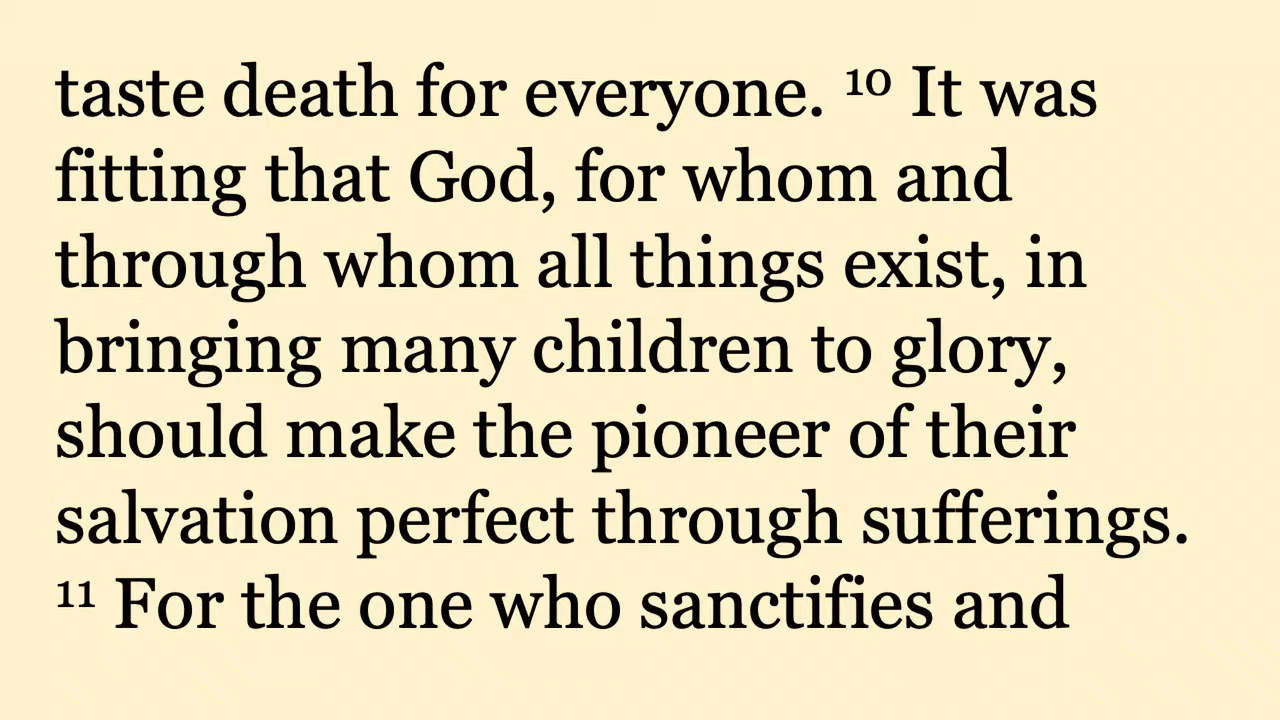 taste death for everyone. ¹⁰ It was
fitting that God, for whom and
through whom all things exist, in
bringing many children to glory,
should make the pioneer of their
salvation perfect through sufferings.
¹¹ For the one who sanctifies and